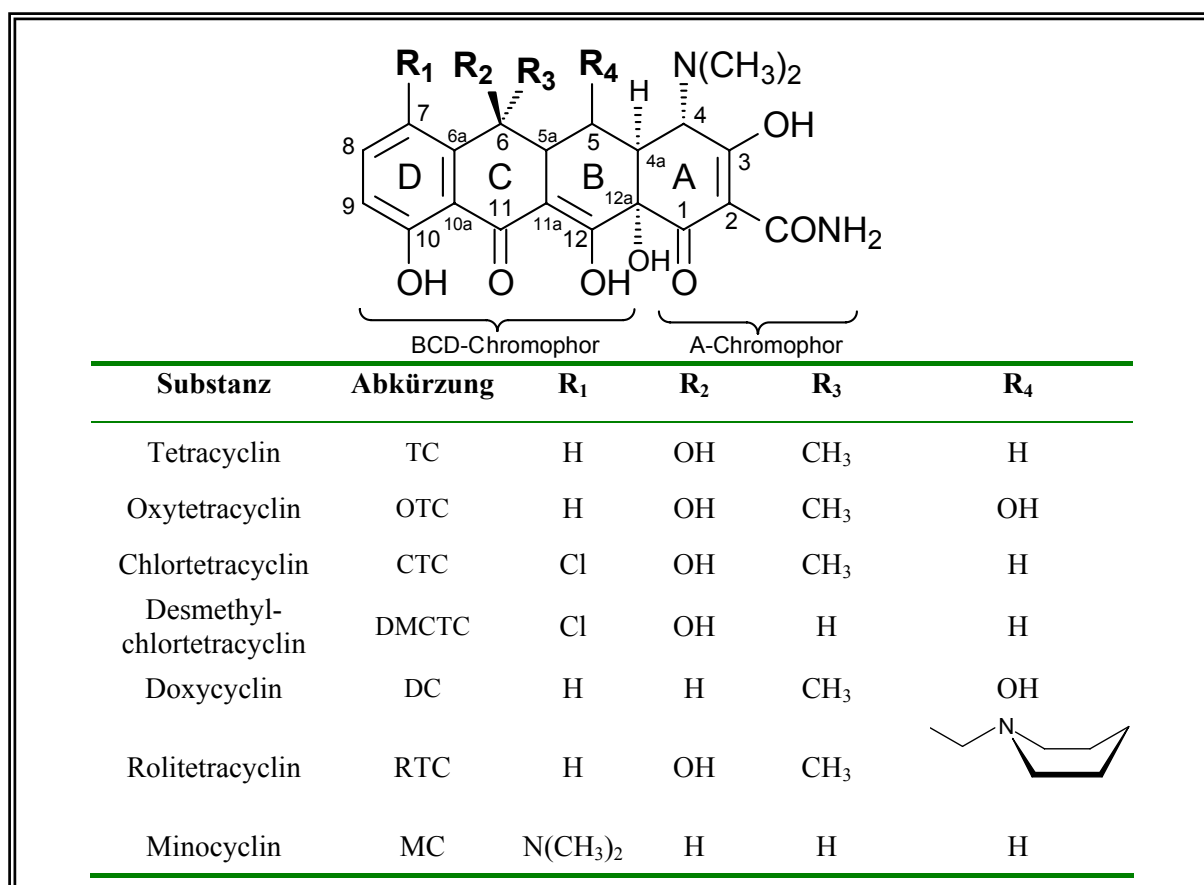 R1 R2 R3 R4 N(CH3)2
H
7 4 OH
8 6a 6 5a 5 4a 3
D C B A
9 12a
11 1 2
10 10a 11a 12 CONH2
OH O OH OH O
BCD-Chromophor A-Chromophor
Substanz Abkürzung R1 R2 R3 R4
Tetracyclin TC H OH CH3 H
Oxytetracyclin OTC H OH CH3 OH
Chlortetracyclin CTC Cl OH CH3 H
Desmethyl-
chlortetracyclin DMCTC Cl OH H H
Doxycyclin DC H H CH3 OH
N
Rolitetracyclin RTC H OH CH3
Minocyclin MC N(CH3)2 H H H